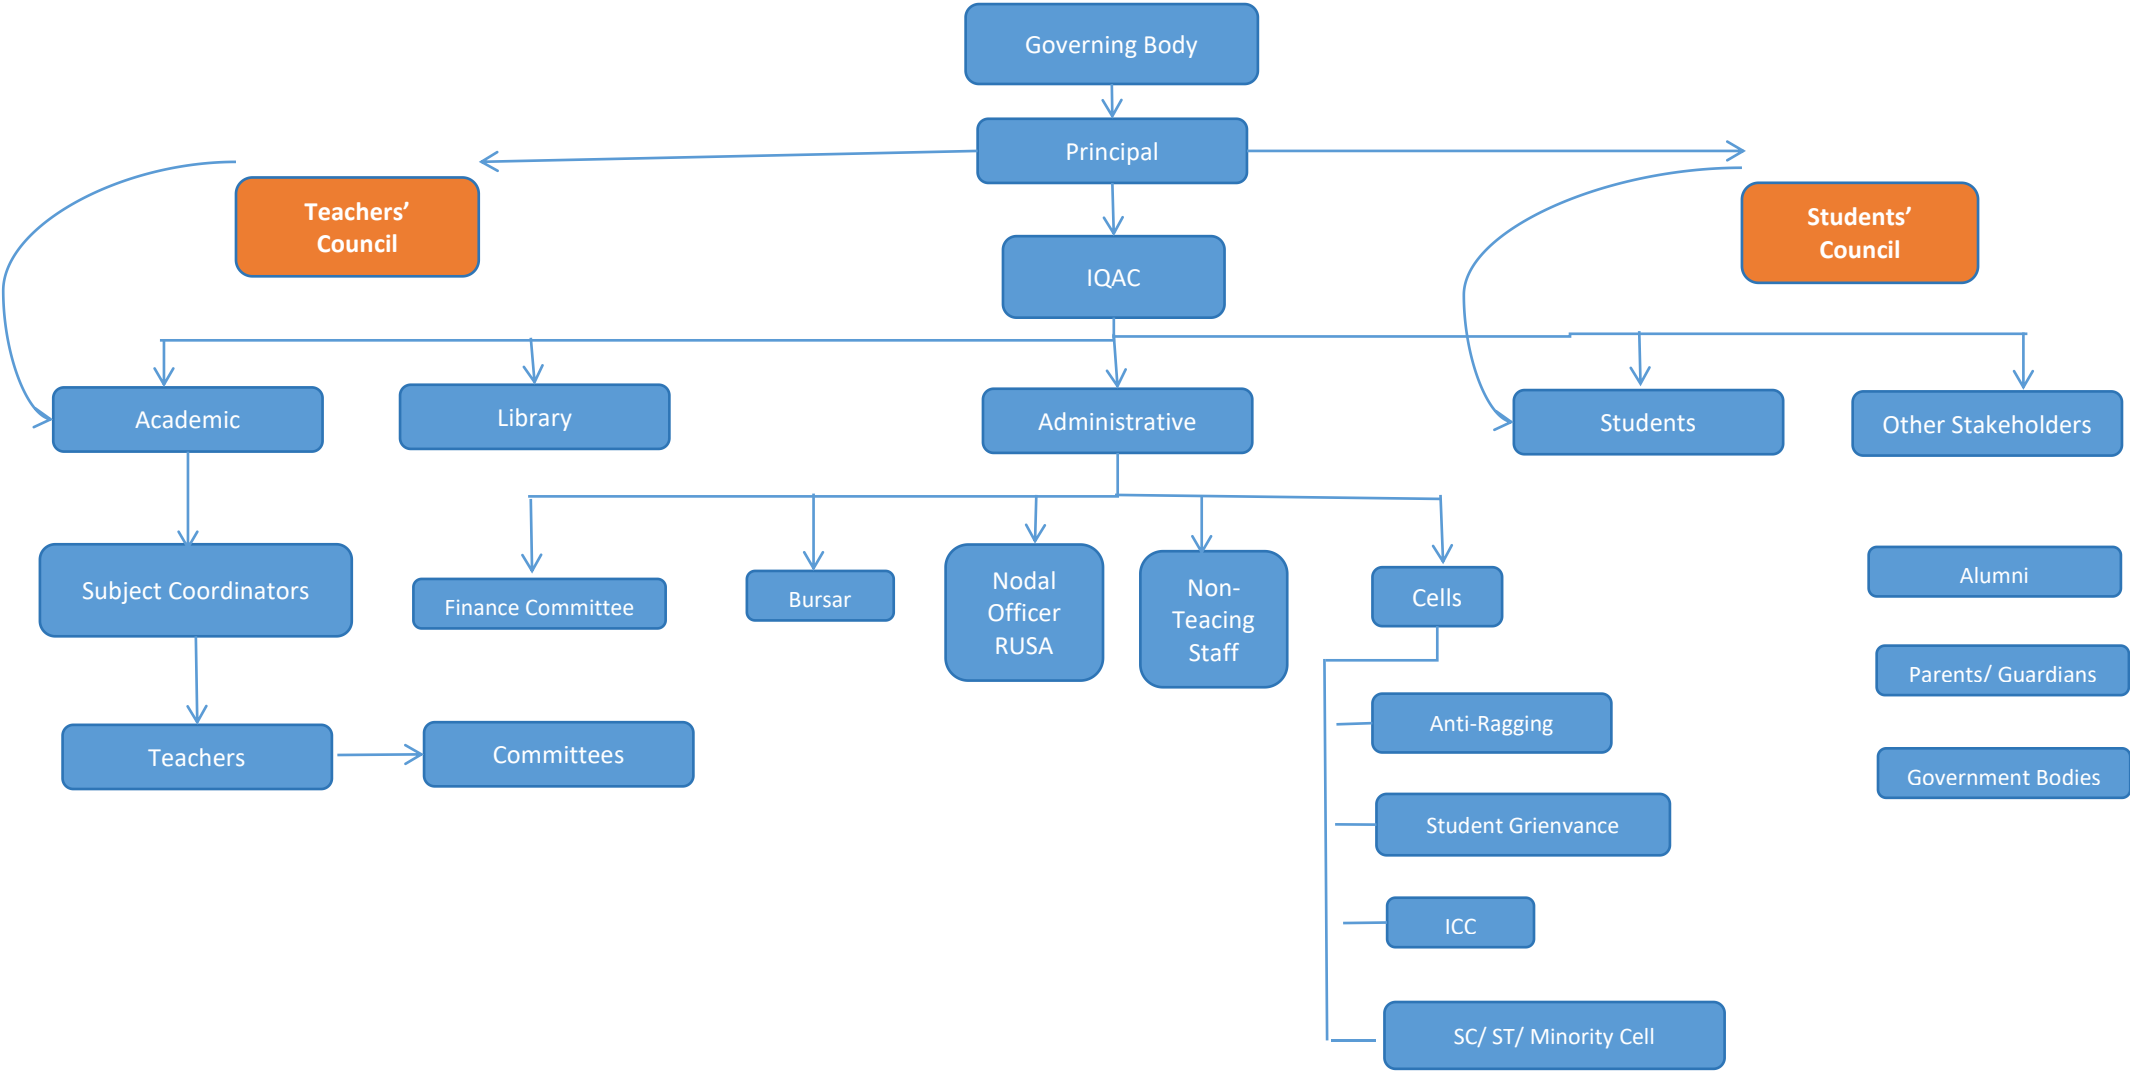 Governing Body
Principal
Teachers’
Council
Students’
Council
IQAC
Academic
Library
Administrative
Students
Other Stakeholders
Subject Coordinators
Finance Committee
Bursar
Nodal
Officer
RUSA
Non-
Teacing
Staff
Cells
Alumni
Parents/ Guardians
Teachers
Committees
Anti-Ragging
Government Bodies
Student Grienvance
ICC
SC/ ST/ Minority Cell